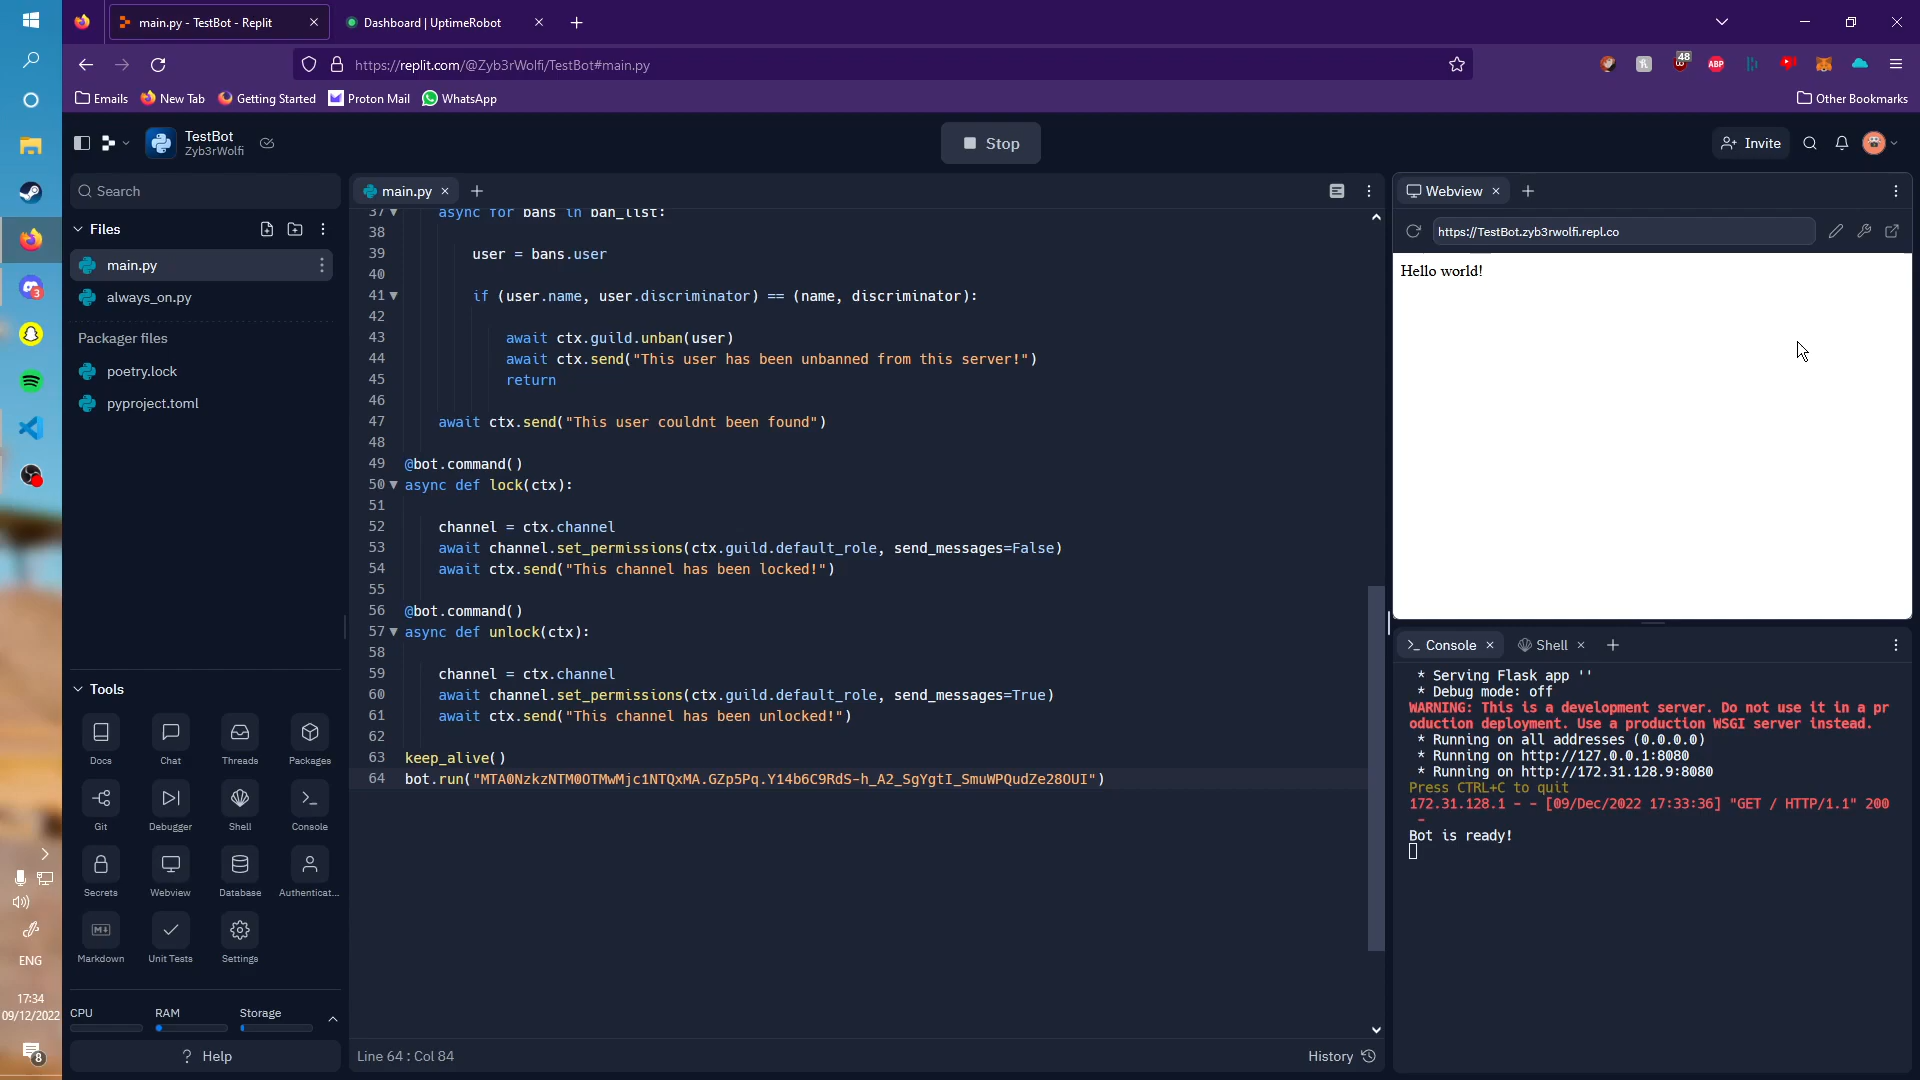 main.py - TestBot - Replit
Dashboard | UptimeRobot
https://replit.com/@Zyb3rWolfi/TestBot#main.py
48
ABP
Emails
New Tab
Getting Started
Proton Mail
WhatsApp
Other Bookmarks
TestBot
Zyb3rWolfi
Stop
Invite
Search
Files
main.py
always_on.py
Packager files
poetry.lock
pyproject.toml
3
main.py
37 async for bans in ban_list:
38
39 user = bans.user
40
41 if (user.name, user.discriminator) == (name, discriminator):
42
43 await ctx.guild.unban(user)
44 await ctx.send("This user has been unbanned from this server!")
45 return
46
47 await ctx.send("This user couldnt been found")
48
49 @bot.command()
50 async def lock(ctx):
51
52 channel = ctx.channel
53 await channel.set_permissions(ctx.guild.default_role, send_messages=False)
54 await ctx.send("This channel has been locked!")
55
56 @bot.command()
57 async def unlock(ctx):
58
59 channel = ctx.channel
60 await channel.set_permissions(ctx.guild.default_role, send_messages=True)
61 await ctx.send("This channel has been unlocked!")
62
63 keep_alive()
64 bot.run("MTA0NzkzNTM0OTMwMjc1NTQxMA.GZp5Pq.Y14b6C9RdS-h_A2_SgYgtI_SmuWPQudZe28OUI")
Line 64 : Col 84
History
Webview
https://TestBot.zyb3rwolfi.repl.co
Hello world!
Console
Shell
* Serving Flask app ''
* Debug mode: off
WARNING: This is a development server. Do not use it in a pr
oduction deployment. Use a production WSGI server instead.
* Running on all addresses (0.0.0.0)
* Running on http://127.0.0.1:8080
* Running on http://172.31.128.9:8080
Press CTRL+C to quit
172.31.128.1 - - [09/Dec/2022 17:33:36] "GET / HTTP/1.1" 200
-
Bot is ready!
Tools
Docs
Chat
Threads
Packages
Git
Debugger
Shell
Console
Secrets
Webview
Database
Authenticat...
Markdown
Unit Tests
Settings
CPU
RAM
Storage
Help
ENG
17:34
09/12/2022
8